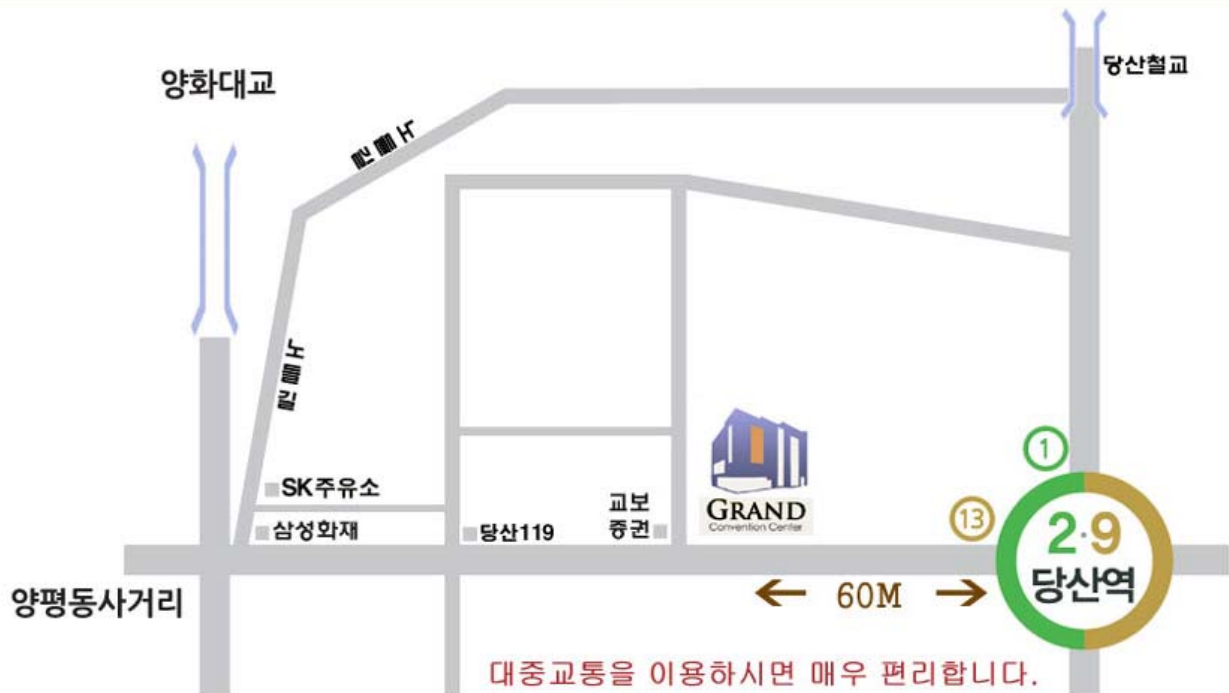 당산철교
양화대교
노들길
노들길
SK주유소
삼성화재
당산119
교보
증권
GRAND
Convention Center
1
13
2·9
당산역
양평동사거리
60M
대중교통을 이용하시면 매우 편리합니다.